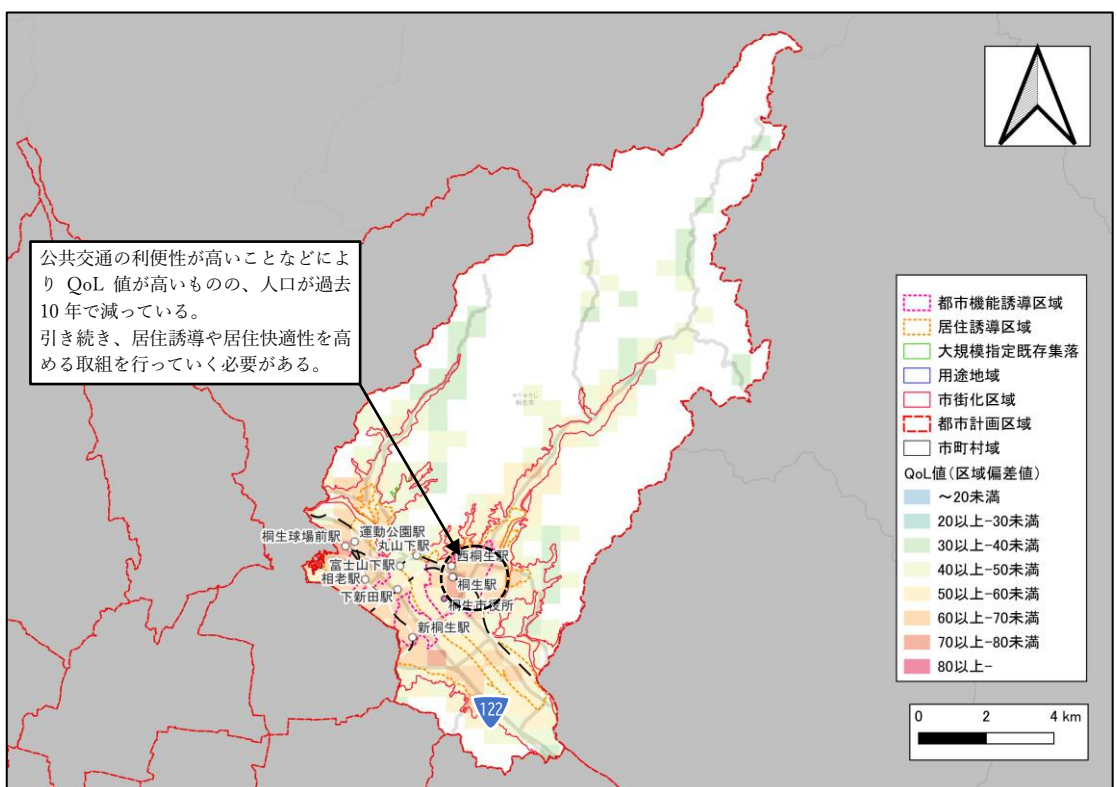 公共交通の利便性が高いことなどによ
り QoL 値が高いものの、人口が過去
10 年で減っている。
引き続き、居住誘導や居住快適性を高
める取組を行っていく必要がある。
桐生市
桐生球場前駅
運動公園駅
丸山下駅
富士山下駅
相老駅
下新田駅
西桐生駅
桐生駅
桐生市役所
新桐生駅
122
都市機能誘導区域
居住誘導区域
大規模指定既存集落
用途地域
市街化区域
都市計画区域
市町村域
QoL値(区域偏差値)
～20未満
20以上-30未満
30以上-40未満
40以上-50未満
50以上-60未満
60以上-70未満
70以上-80未満
80以上-
0 2 4 km